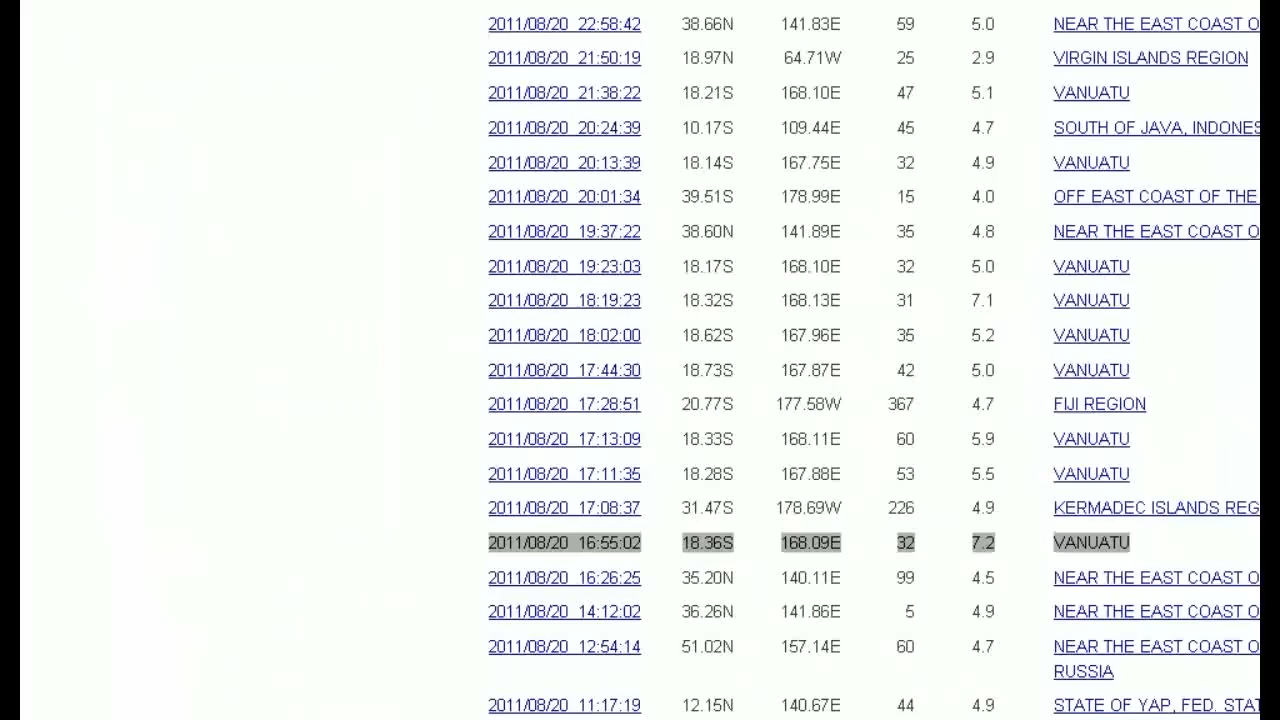 2011/08/20 22:58:42 38.66N 141.83E 59 5.0 NEAR THE EAST COAST O
2011/08/20 21:50:19 18.97N 64.71W 25 2.9 VIRGIN ISLANDS REGION
2011/08/20 21:38:22 18.21S 168.10E 47 5.1 VANUATU
2011/08/20 20:24:39 10.17S 109.44E 45 4.7 SOUTH OF JAVA, INDONES
2011/08/20 20:13:39 18.14S 167.75E 32 4.9 VANUATU
2011/08/20 20:01:34 39.51S 178.99E 15 4.0 OFF EAST COAST OF THE
2011/08/20 19:37:22 38.60N 141.89E 35 4.8 NEAR THE EAST COAST O
2011/08/20 19:23:03 18.17S 168.10E 32 5.0 VANUATU
2011/08/20 18:19:23 18.32S 168.13E 31 7.1 VANUATU
2011/08/20 18:02:00 18.62S 167.96E 35 5.2 VANUATU
2011/08/20 17:44:30 18.73S 167.87E 42 5.0 VANUATU
2011/08/20 17:28:51 20.77S 177.58W 367 4.7 FIJI REGION
2011/08/20 17:13:09 18.33S 168.11E 60 5.9 VANUATU
2011/08/20 17:11:35 18.28S 167.88E 53 5.5 VANUATU
2011/08/20 17:08:37 31.47S 178.69W 226 4.9 KERMADEC ISLANDS REG
2011/08/20 16:55:02 18.36S 168.09E 32 7.2 VANUATU
2011/08/20 16:26:25 35.20N 140.11E 99 4.5 NEAR THE EAST COAST O
2011/08/20 14:12:02 36.26N 141.86E 5 4.9 NEAR THE EAST COAST O
2011/08/20 12:54:14 51.02N 157.14E 60 4.7 NEAR THE EAST COAST O
RUSSIA
2011/08/20 11:17:19 12.15N 140.67E 44 4.9 STATE OF YAP, FED. STAT